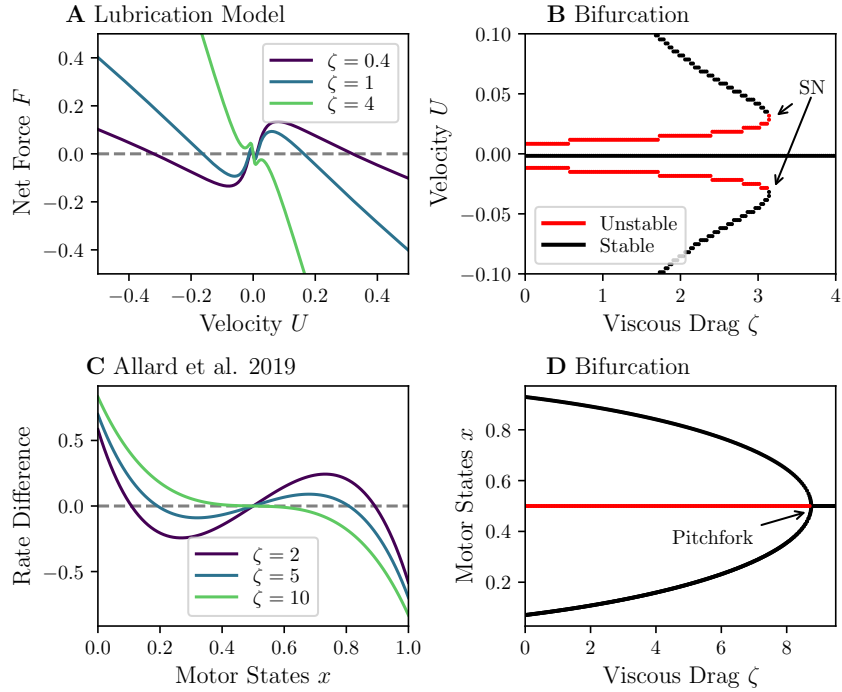 A Lubrication Model
0.4
0.2
0.0
−0.2
−0.4
Net Force F
ζ = 0.4
ζ = 1
ζ = 4
−0.4 −0.2 0.0 0.2 0.4
Velocity U
B Bifurcation
0.10
0.05
0.00
−0.05
−0.10
Velocity U
SN
Unstable
Stable
0 1 2 3 4
Viscous Drag ζ
C Allard et al. 2019
0.5
0.0
−0.5
Rate Difference
ζ = 2
ζ = 5
ζ = 10
0.0 0.2 0.4 0.6 0.8 1.0
Motor States x
D Bifurcation
0.8
0.6
0.4
0.2
Motor States x
Pitchfork
0 2 4 6 8
Viscous Drag ζ